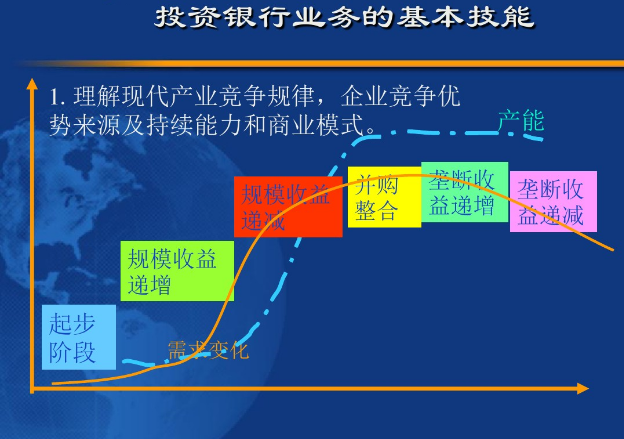 投资银行业务的基本技能
1. 理解现代产业竞争规律，企业竞争优
势来源及持续能力和商业模式。
产能
规模收益
递减
并购
整合
垄断收
益递增
垄断收
益递减
规模收益
递增
起步
阶段
需求变化